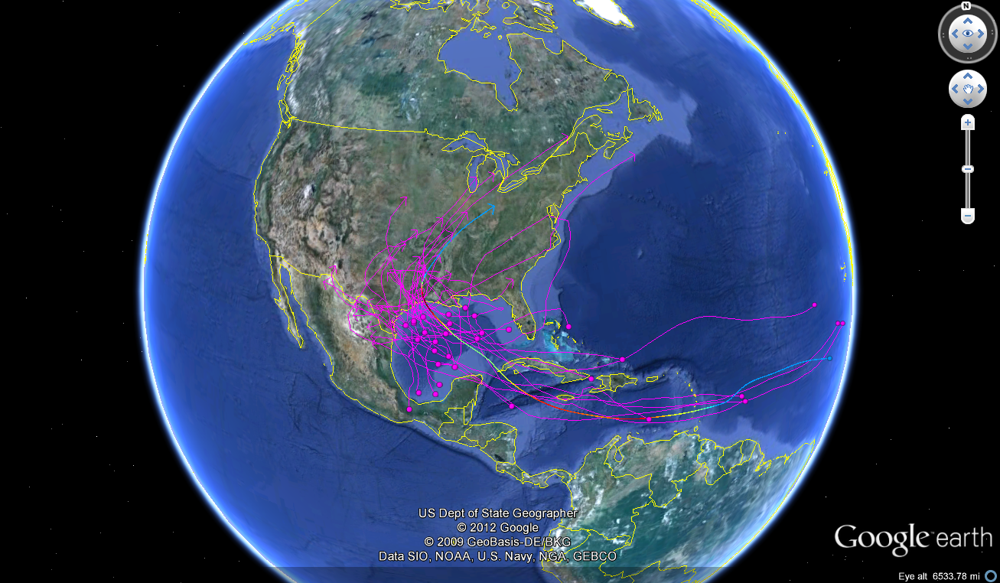 N
US Dept of State Geographer
© 2012 Google
© 2009 GeoBasis-DE/BKG
Data SIO, NOAA, U.S. Navy, NGA, GEBCO
Google earth
Eye alt 6533.78 mi